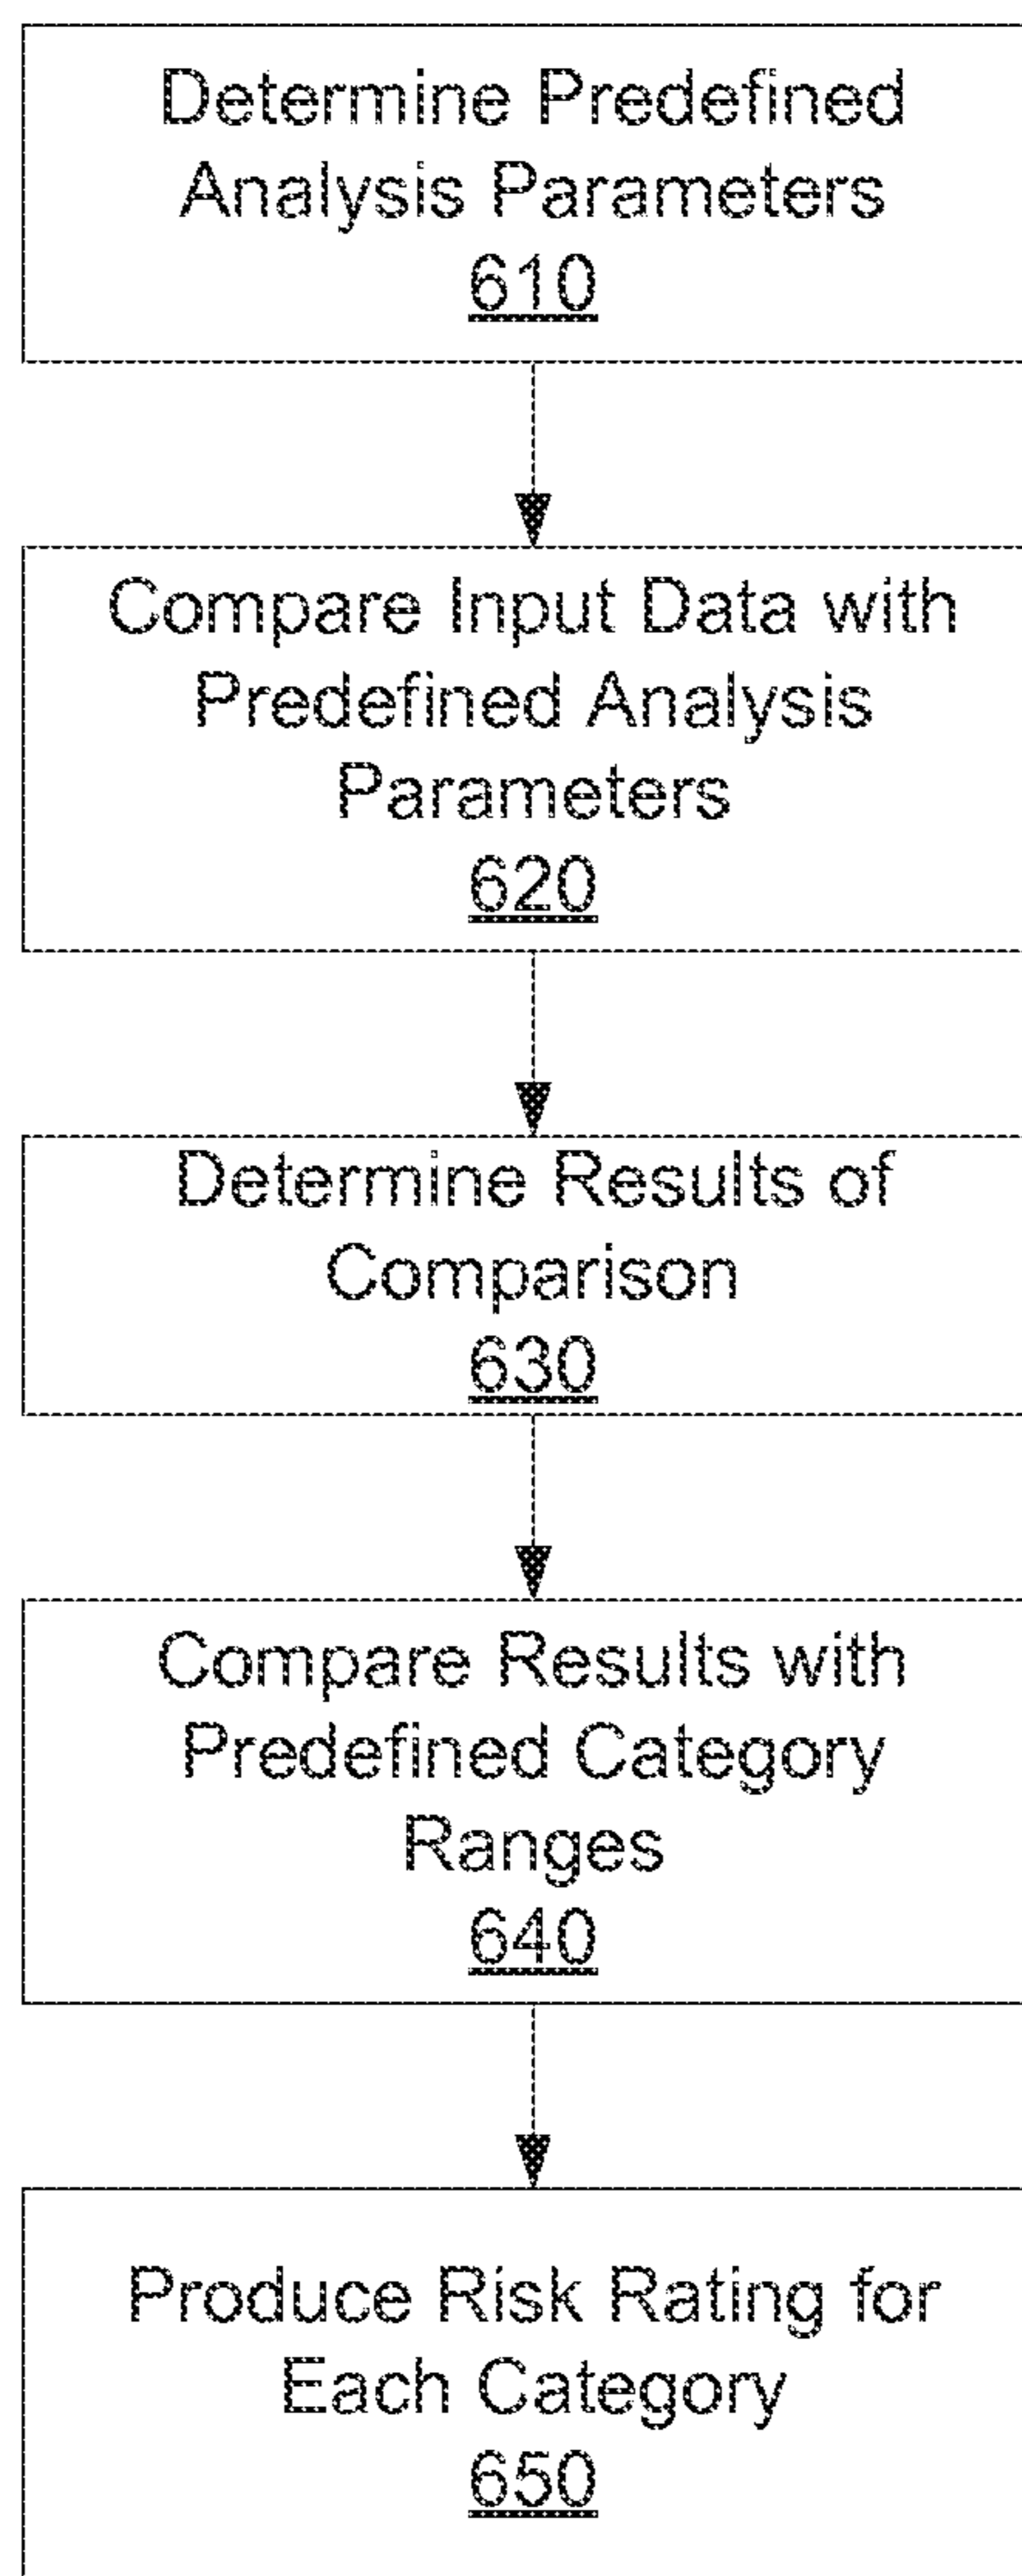 Determine Predefined
Analysis Parameters
610
Compare Input Data with
Predefined Analysis
Parameters
620
Determine Results of
Comparison
630
Compare Results with
Predefined Category
Ranges
640
Produce Risk Rating for
Each Category
650